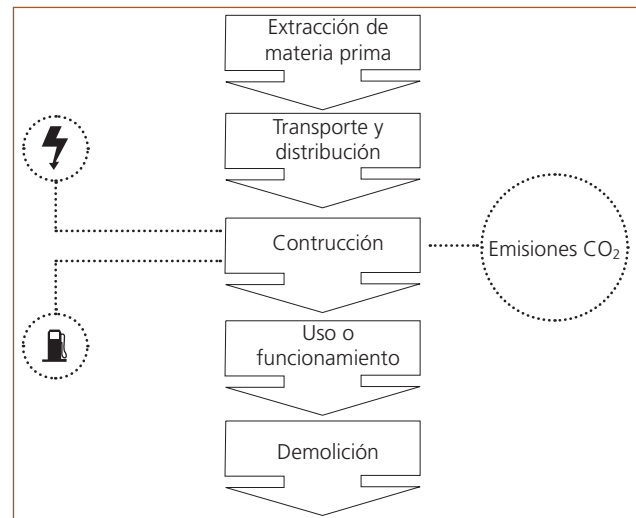 Extracción de
materia prima
Transporte y
distribución
Contrucción
Emisiones CO₂
Uso o
funcionamiento
Demolición